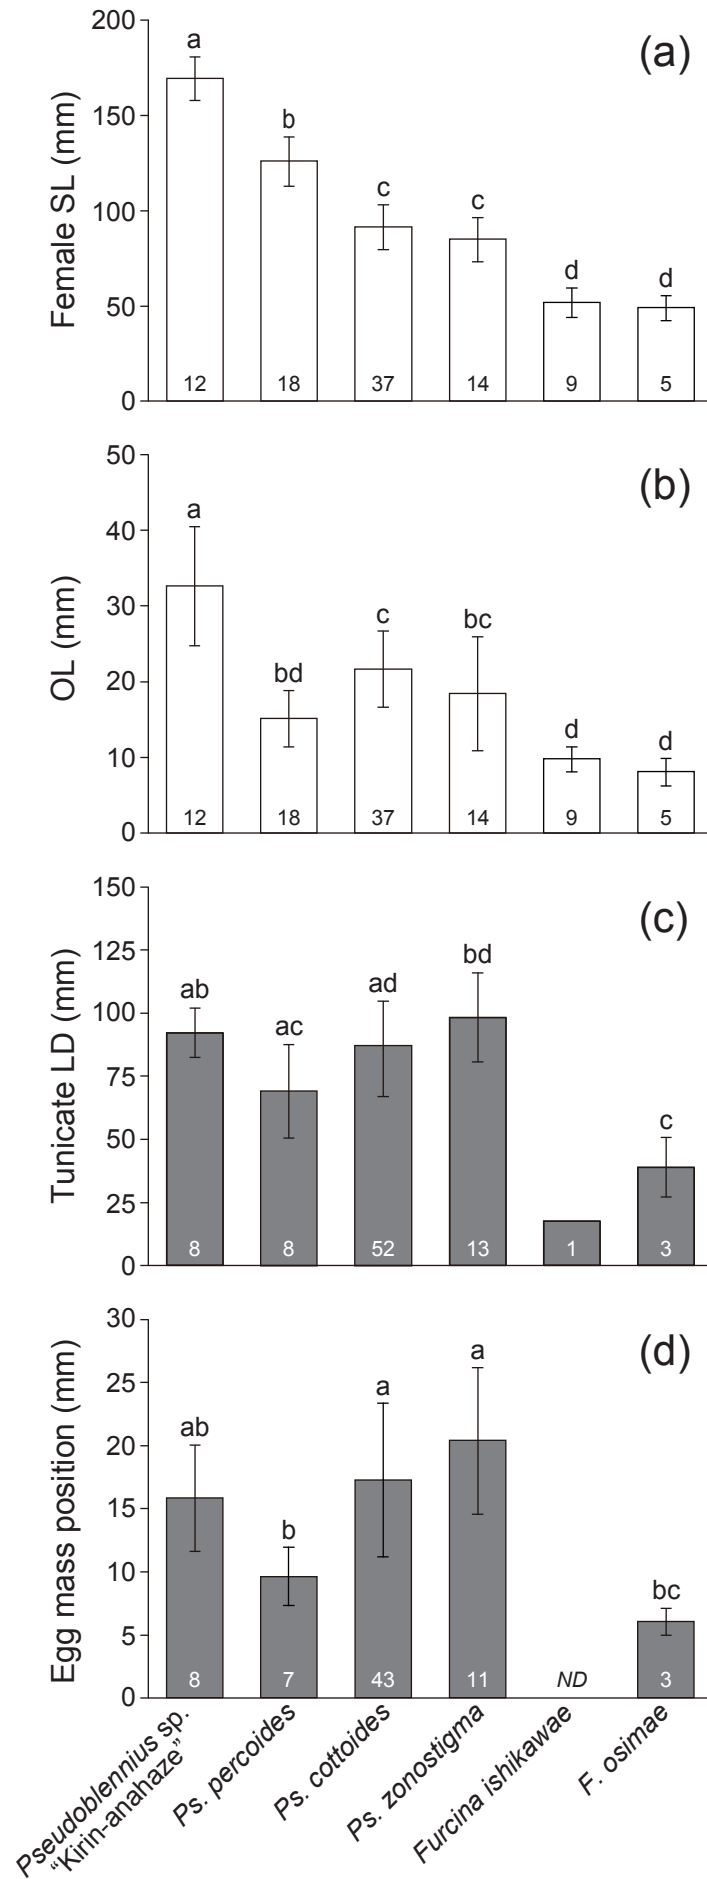 (a)
Female SL (mm)
200
150
100
50
0
a
b
c
c
d
d
12
18
37
14
9
5
(b)
OL (mm)
50
40
30
20
10
0
a
bd
c
bc
d
d
12
18
37
14
9
5
(c)
Tunicate LD (mm)
150
125
100
75
50
25
0
ab
ac
ad
bd
c
8
8
52
13
1
3
(d)
Egg mass position (mm)
30
25
20
15
10
5
0
ab
b
a
a
bc
8
7
43
11
ND
3
Pseudoblennius sp.
“Kirin-anahaze”
Ps. percoides
Ps. cottoides
Ps. zonostigma
Furcina ishikawae
F. osimae